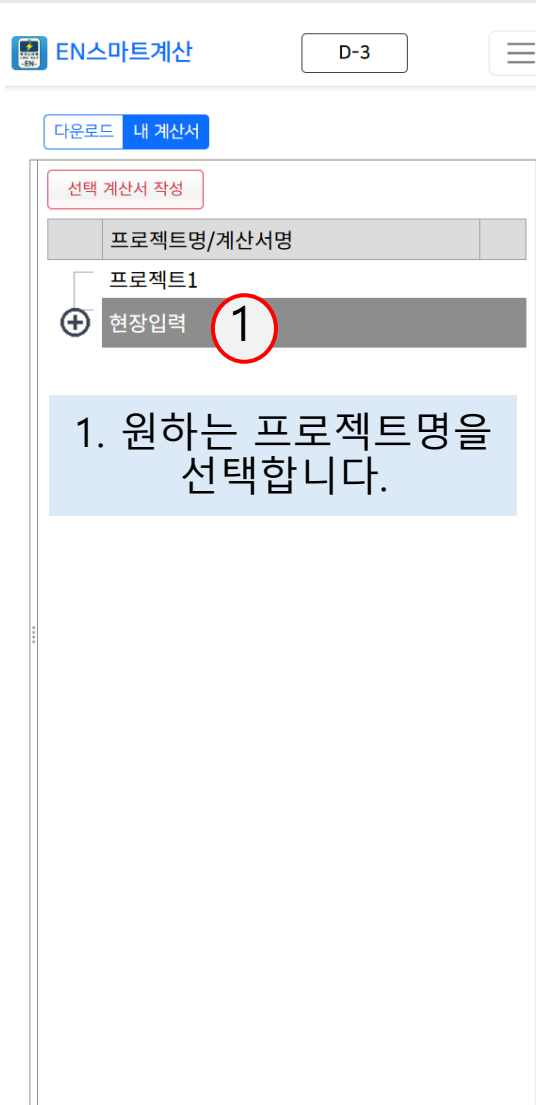 EN스마트계산
D-3
다운로드 내 계산서
선택 계산서 작성
프로젝트명/계산서명
프로젝트1
현장입력 1
1. 원하는 프로젝트명을
선택합니다.